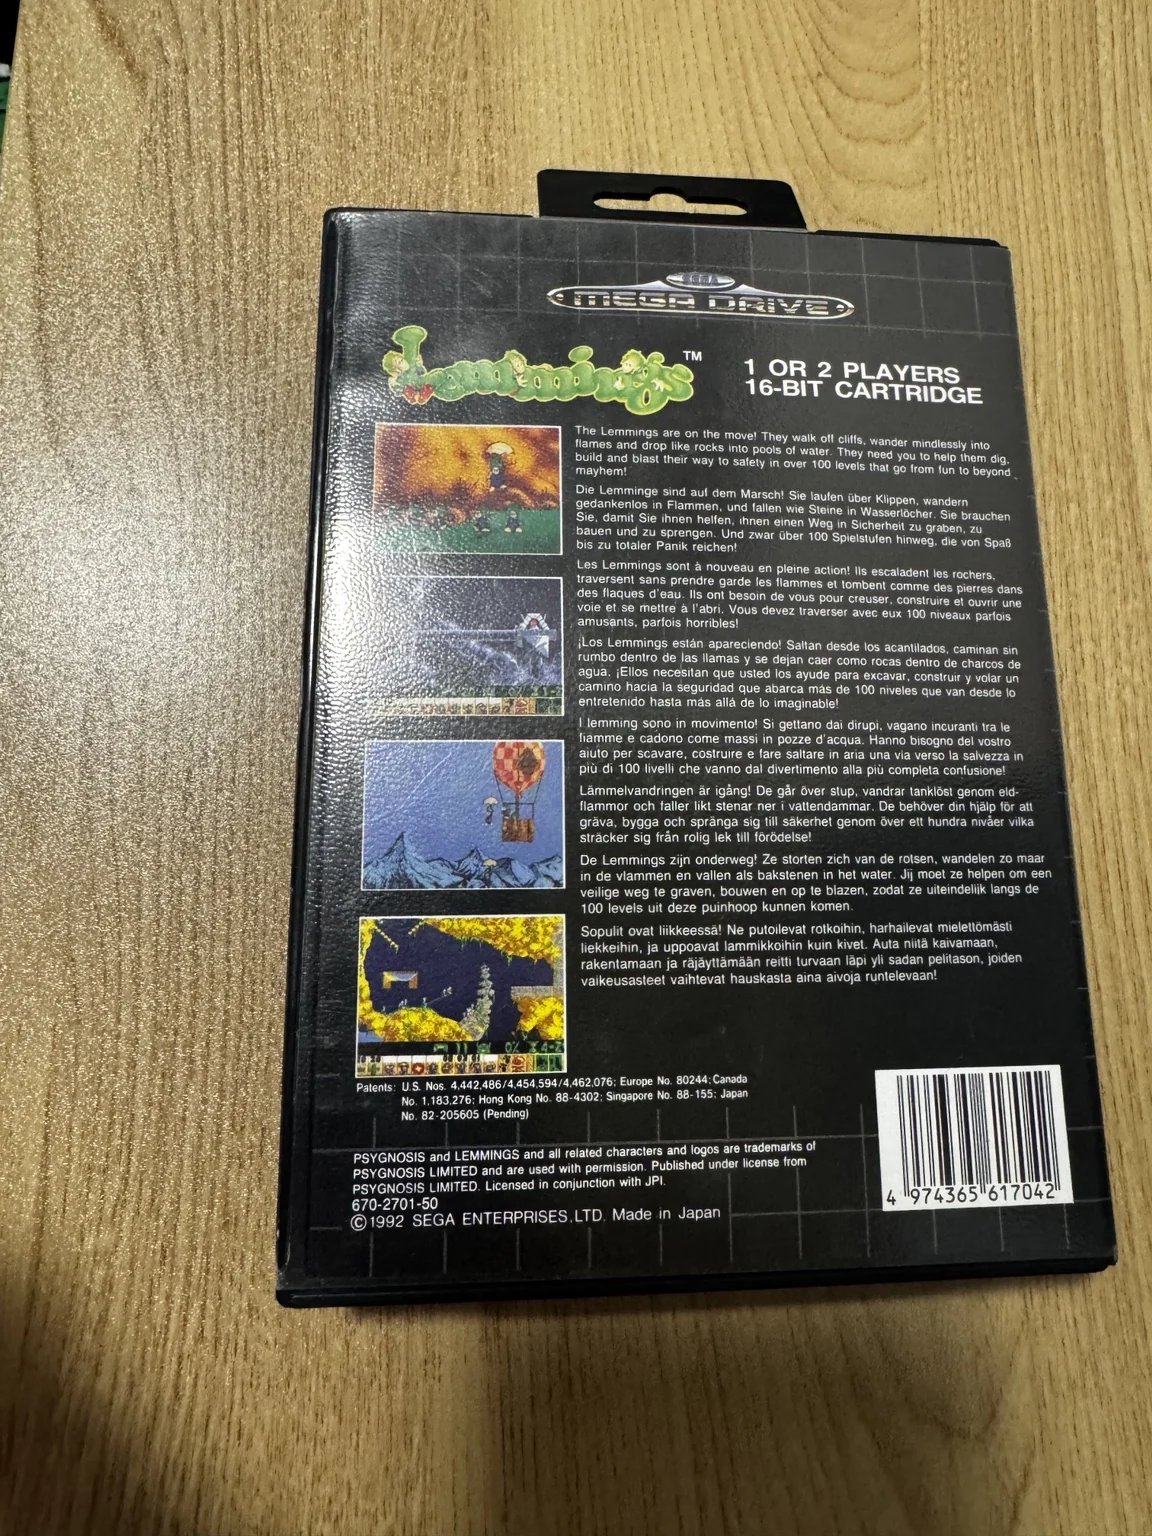 SEGA
MEGA DRIVE
Lemmings™
1 OR 2 PLAYERS
16-BIT CARTRIDGE
The Lemmings are on the move! They walk off cliffs, wander mindlessly into
flames and drop like rocks into pools of water. They need you to help them dig,
build and blast their way to safety in over 100 levels that go from fun to beyond
mayhem!
Die Lemminge sind auf dem Marsch! Sie laufen über Klippen, wandern
gedankenlos in Flammen, und fallen wie Steine in Wasserlöcher. Sie brauchen
Sie, damit Sie ihnen helfen, ihnen einen Weg in Sicherheit zu graben, zu
bauen und zu sprengen. Und zwar über 100 Spielstufen hinweg, die von Spaß
bis zu totaler Panik reichen!
Les Lemmings sont à nouveau en pleine action! Ils escaladent les rochers,
traversent sans prendre garde les flammes et tombent comme des pierres dans
des flaques d'eau. Ils ont besoin de vous pour creuser, construire et ouvrir une
voie et se mettre à l'abri. Vous devez traverser avec eux 100 niveaux parfois
amusants, parfois horribles!
¡Los Lemmings están apareciendo! Saltan desde los acantilados, caminan sin
rumbo dentro de las llamas y se dejan caer como rocas dentro de charcos de
agua. ¡Ellos necesitan que usted los ayude para excavar, construir y volar un
camino hacia la seguridad que abarca más de 100 niveles que van desde lo
entretenido hasta más allá de lo imaginable!
I lemming sono in movimento! Si gettano dai dirupi, vagano incuranti tra le
fiamme e cadono come massi in pozze d'acqua. Hanno bisogno del vostro
aiuto per scavare, costruire e fare saltare in aria una via verso la salvezza in
più di 100 livelli che vanno dal divertimento alla più completa confusione!
Lämmelvandringen är igång! De går över stup, vandrar tanklöst genom eld-
flammor och faller likt stenar ner i vattendammar. De behöver din hjälp för att
gräva, bygga och spränga sig till säkerhet genom över ett hundra nivåer vilka
sträcker sig från rolig lek till förödelse!
De Lemmings zijn onderweg! Ze storten zich van de rotsen, wandelen zo maar
in de vlammen en vallen als bakstenen in het water. Jij moet ze helpen om een
veilige weg te graven, bouwen en op te blazen, zodat ze uiteindelijk langs de
100 levels uit deze puinhoop kunnen komen.
Sopulit ovat liikkeessä! Ne putoilevat rotkoihin, harhailevat mielettömästi
liekkeihin, ja uppoavat lammikkoihin kuin kivet. Auta niitä kaivamaan,
rakentamaan ja räjäyttämään reitti turvaan läpi yli sadan pelitason, joiden
vaikeusasteet vaihtevat hauskasta aina aivoja runtelevaan!
Patents: U.S. Nos. 4,442,486/4,454,594/4,462,076; Europe No. 80244; Canada
No. 1,183,276; Hong Kong No. 88-4302; Singapore No. 88-155; Japan
No. 82-205605 (Pending)
PSYGNOSIS and LEMMINGS and all related characters and logos are trademarks of
PSYGNOSIS LIMITED and are used with permission. Published under license from
PSYGNOSIS LIMITED. Licensed in conjunction with JPI.
670-2701-50
©1992 SEGA ENTERPRISES,LTD. Made in Japan
4 974365 617042